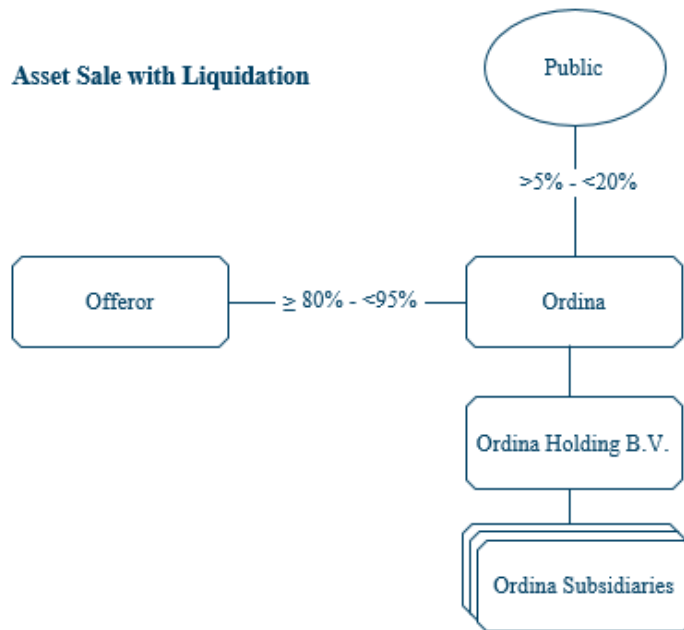 Public
Asset Sale with Liquidation
>5% - <20%
Offeror
≥ 80% - <95%
Ordina
Ordina Holding B.V.
Ordina Subsidiaries